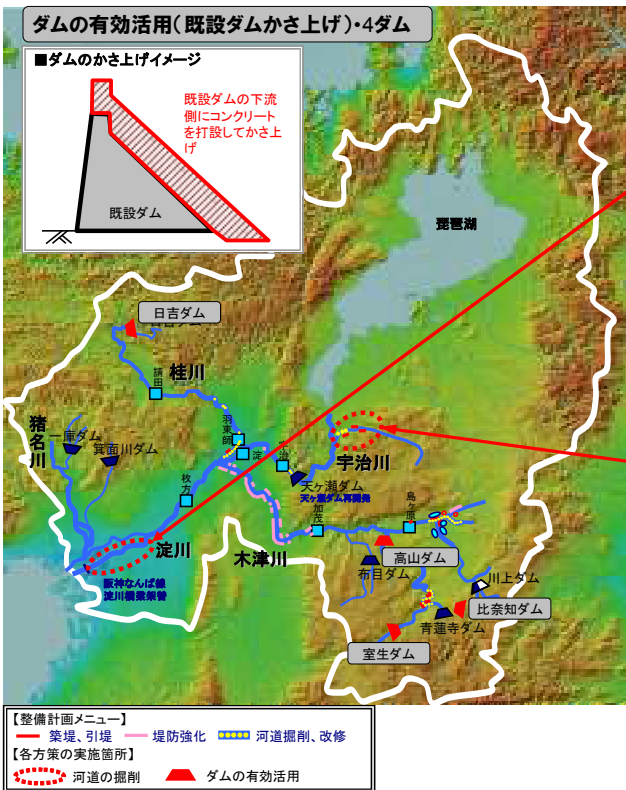 ダムの有効活用(既設ダムかさ上げ)・4ダム
■ダムのかさ上げイメージ
既設ダムの下流
側にコンクリート
を打設してかさ上
げ
既設ダム
琵琶湖
日吉ダム
桂川
請田
羽束師
猪名川
一庫ダム
箕面川ダム
淀
宇治
宇治川
天ヶ瀬ダム
天ヶ瀬ダム再開発
枚方
加茂
島ヶ原
淀川
木津川
高山ダム
布目ダム
川上ダム
阪神なんば線
淀川橋梁架替
比奈知ダム
青蓮寺ダム
室生ダム
【整備計画メニュー】
築堤、引堤 堤防強化 河道掘削、改修
【各方策の実施箇所】
河道の掘削 ダムの有効活用